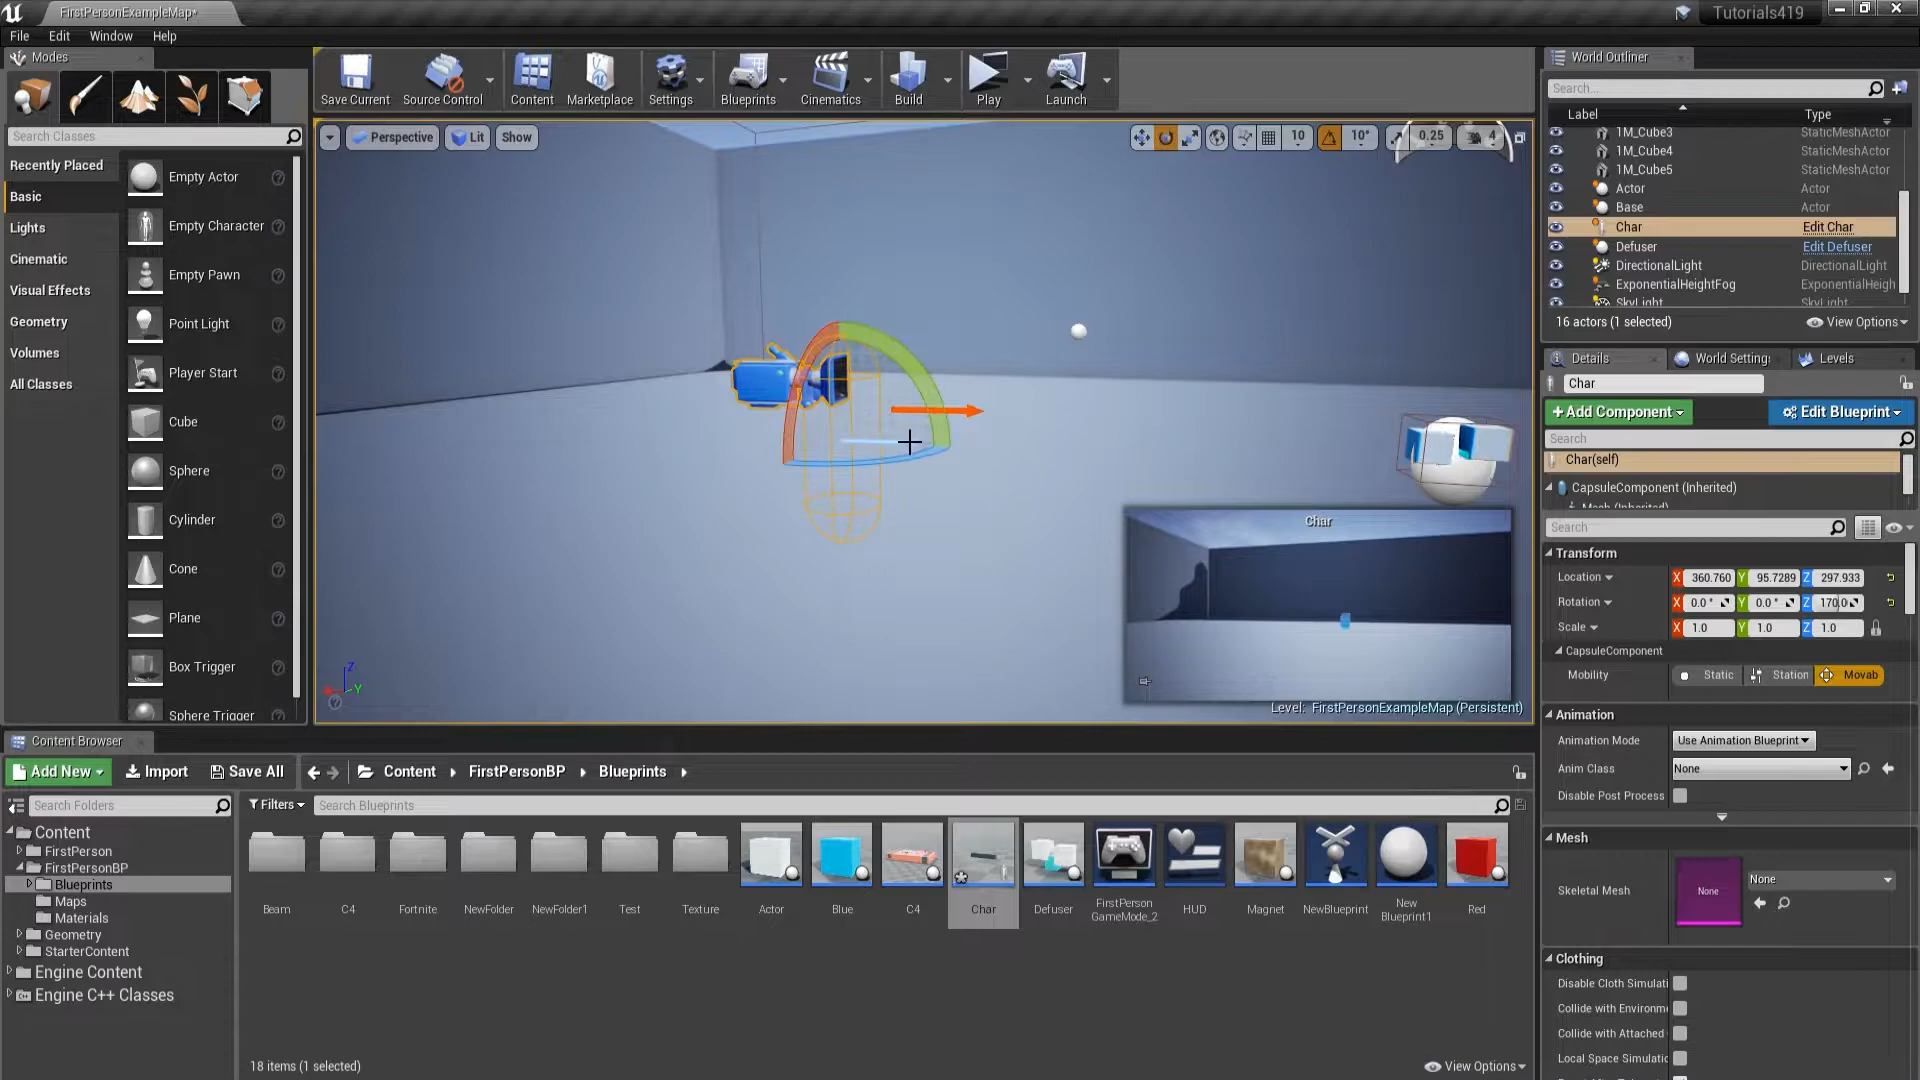 FirstPersonExampleMap*
Tutorials419
File Edit Window Help
Modes
Search Classes
Recently Placed
Basic
Lights
Cinematic
Visual Effects
Geometry
Volumes
All Classes
Empty Actor
Empty Character
Empty Pawn
Point Light
Player Start
Cube
Sphere
Cylinder
Cone
Plane
Box Trigger
Sphere Trigger
Save Current Source Control Content Marketplace Settings Blueprints Cinematics Build Play Launch
Perspective Lit Show
10 10° 0.25 4
Char
Z
Y
Level: FirstPersonExampleMap (Persistent)
World Outliner
Search...
Label Type
1M_Cube3 StaticMeshActor
1M_Cube4 StaticMeshActor
1M_Cube5 StaticMeshActor
Actor Actor
Base Actor
Char Edit Char
Defuser Edit Defuser
DirectionalLight DirectionalLight
ExponentialHeightFog ExponentialHeigh
SkyLight SkyLight
16 actors (1 selected) View Options
Details World Setting Levels
Char
+ Add Component Edit Blueprint
Search
Char(self)
CapsuleComponent (Inherited)
Mesh (Inherited)
Search
Transform
Location X 360.760 Y 95.7289 Z 297.933
Rotation X 0.0° Y 0.0° Z 170.0
Scale X 1.0 Y 1.0 Z 1.0
CapsuleComponent
Mobility Static Station Movab
Animation
Animation Mode Use Animation Blueprint
Anim Class None
Disable Post Process
Mesh
Skeletal Mesh None None
Clothing
Disable Cloth Simulati
Collide with Environm
Collide with Attached
Local Space Simulatio
Content Browser
Add New Import Save All Content FirstPersonBP Blueprints
Search Folders
Filters Search Blueprints
Content
FirstPerson
FirstPersonBP
Blueprints
Maps
Materials
Geometry
StarterContent
Engine Content
Engine C++ Classes
Beam C4 Fortnite NewFolder NewFolder1 Test Texture Actor Blue C4 Char Defuser FirstPerson GameMode_2 HUD Magnet NewBlueprint New Blueprint1 Red
18 items (1 selected) View Options